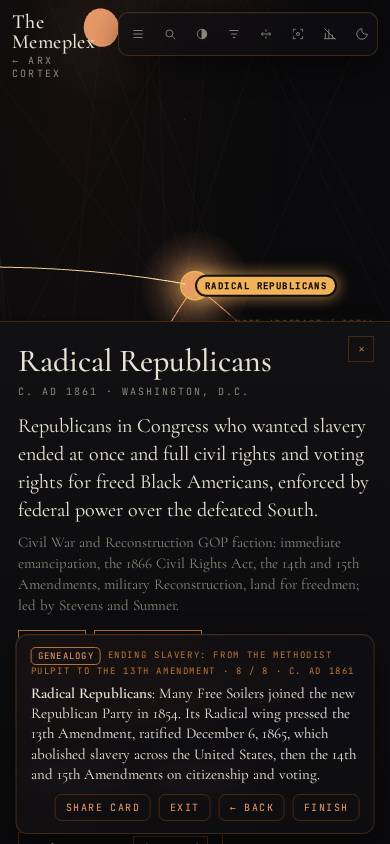 The
Memeplex
← ARX
CORTEX
RADICAL REPUBLICANS
Radical Republicans
×
C. AD 1861 · WASHINGTON, D.C.
Republicans in Congress who wanted slavery
ended at once and full civil rights and voting
rights for freed Black Americans, enforced by
federal power over the defeated South.
Civil War and Reconstruction GOP faction: immediate
emancipation, the 1866 Civil Rights Act, the 14th and 15th
Amendments, military Reconstruction, land for freedmen;
led by Stevens and Sumner.
GENEALOGY ENDING SLAVERY: FROM THE METHODIST
PULPIT TO THE 13TH AMENDMENT · 8 / 8 · C. AD 1861
Radical Republicans: Many Free Soilers joined the new
Republican Party in 1854. Its Radical wing pressed the
13th Amendment, ratified December 6, 1865, which
abolished slavery across the United States, then the 14th
and 15th Amendments on citizenship and voting.
SHARE CARD EXIT ← BACK FINISH